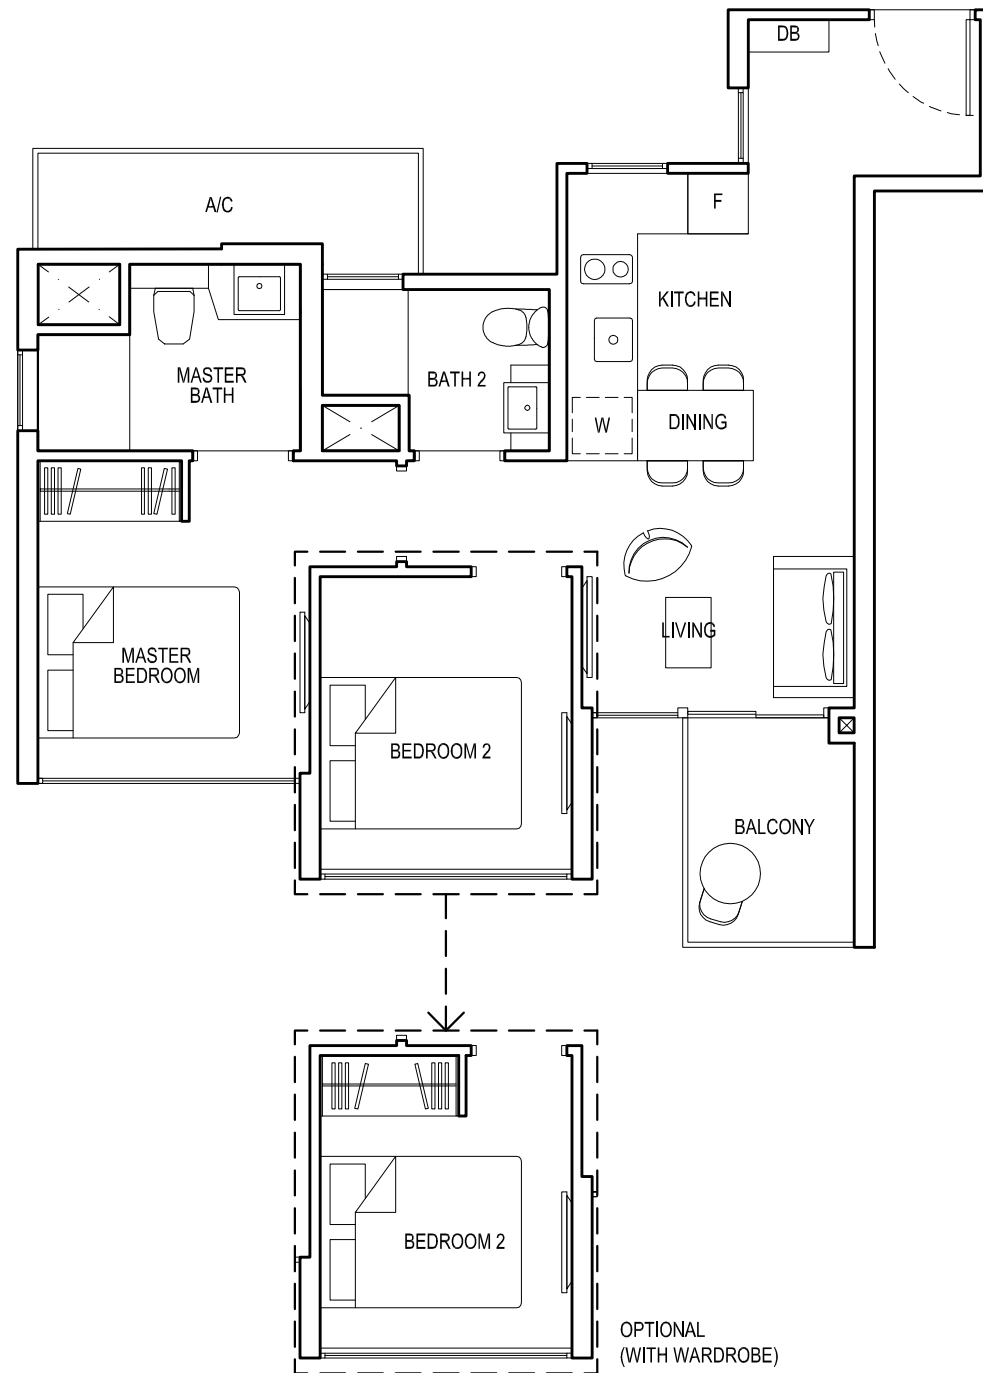 DB
A/C
F
KITCHEN
MASTER
BATH
BATH 2
W
DINING
LIVING
MASTER
BEDROOM
BEDROOM 2
BALCONY
BEDROOM 2
OPTIONAL
(WITH WARDROBE)